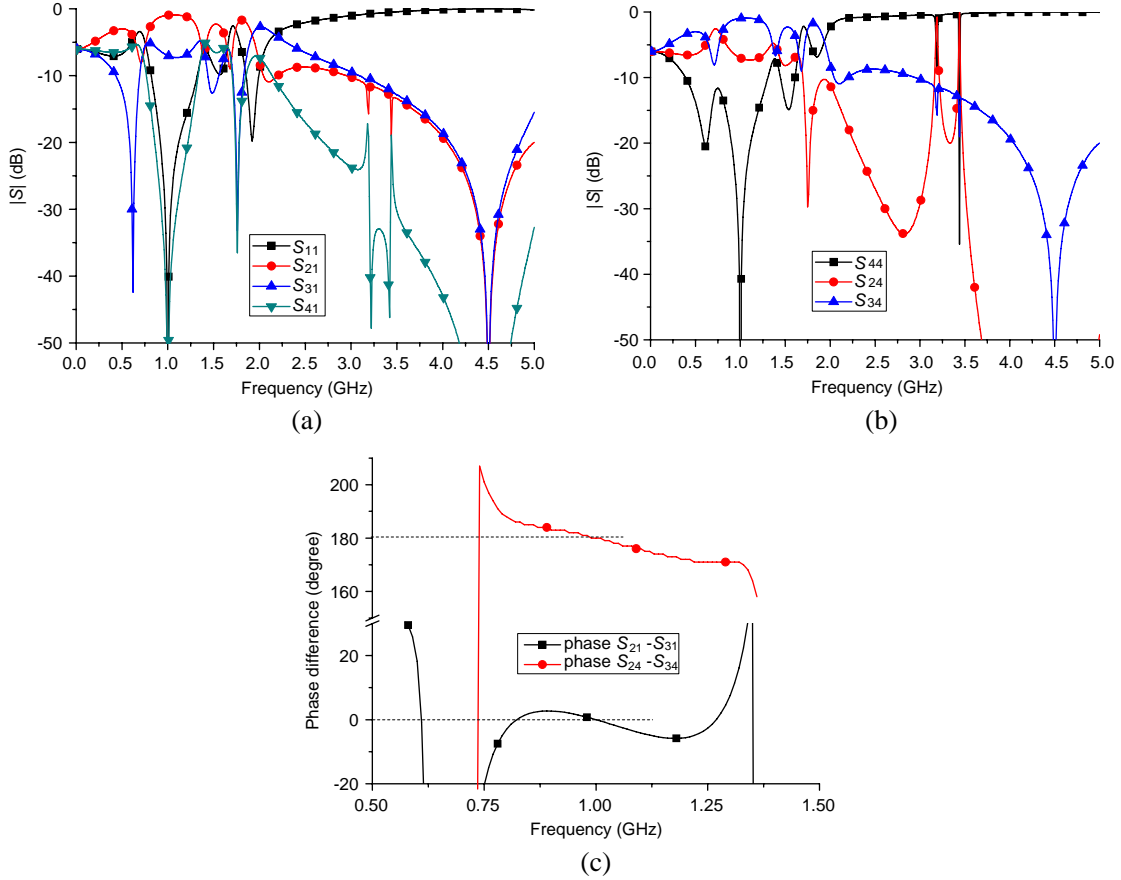 |S| (dB)
0
-10
-20
-30
-40
-50
S11
S21
S31
S41
0.0 0.5 1.0 1.5 2.0 2.5 3.0 3.5 4.0 4.5 5.0
Frequency (GHz)
(a)
|S| (dB)
0
-10
-20
-30
-40
-50
S44
S24
S34
0.0 0.5 1.0 1.5 2.0 2.5 3.0 3.5 4.0 4.5 5.0
Frequency (GHz)
(b)
Phase difference (degree)
200
180
160
20
0
-20
phase S21 -S31
phase S24 -S34
0.50 0.75 1.00 1.25 1.50
Frequency (GHz)
(c)